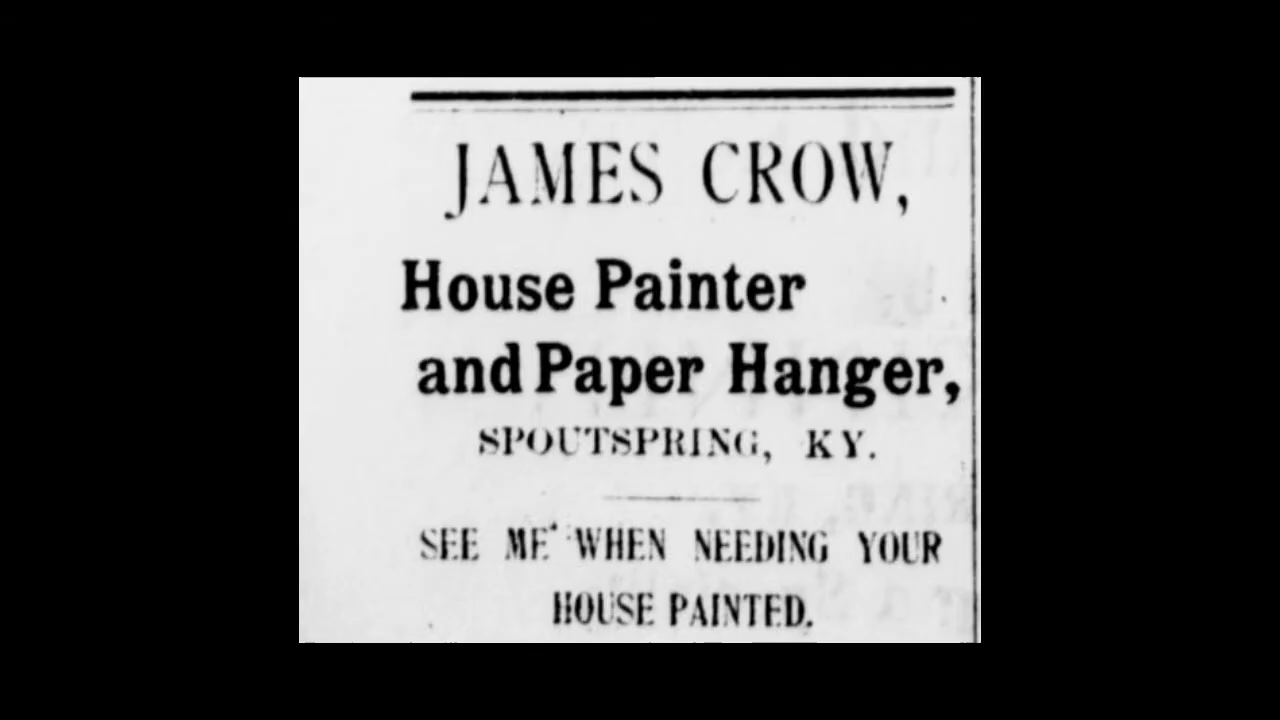 JAMES CROW,
House Painter
and Paper Hanger,
SPOUTSPRING, KY.
SEE ME WHEN NEEDING YOUR
HOUSE PAINTED.